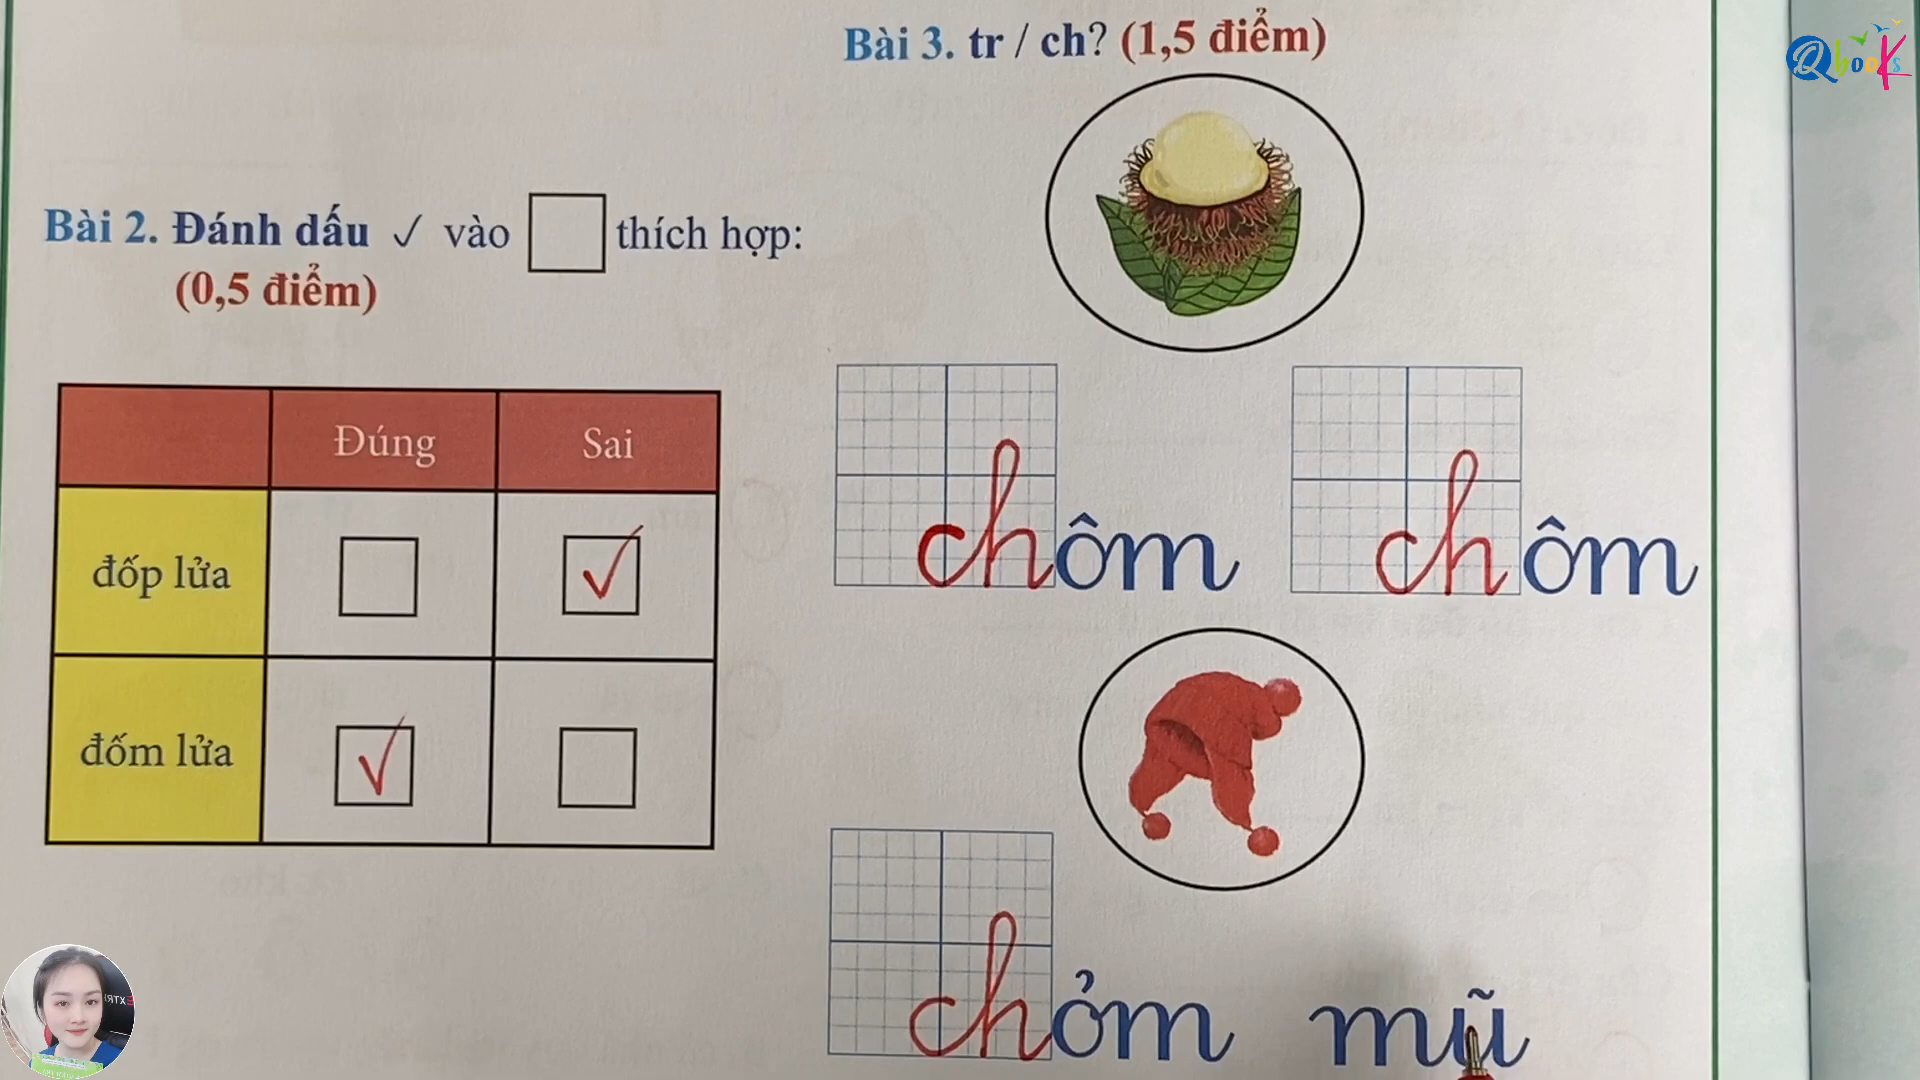 Bài 2. Đánh dấu ✓ vào □ thích hợp:
(0,5 điểm)
Đúng Sai
đốp lửa ✓
đốm lửa ✓
Bài 3. tr / ch? (1,5 điểm)
chôm chôm
chỏm mũ
Qbooks